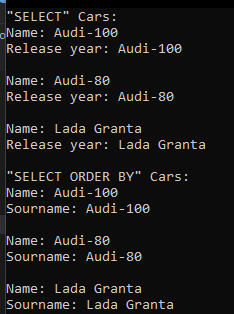 "SELECT" Cars:
Name: Audi-100
Release year: Audi-100
Name: Audi-80
Release year: Audi-80
Name: Lada Granta
Release year: Lada Granta
"SELECT ORDER BY" Cars:
Name: Audi-100
Sourname: Audi-100
Name: Audi-80
Sourname: Audi-80
Name: Lada Granta
Sourname: Lada Granta